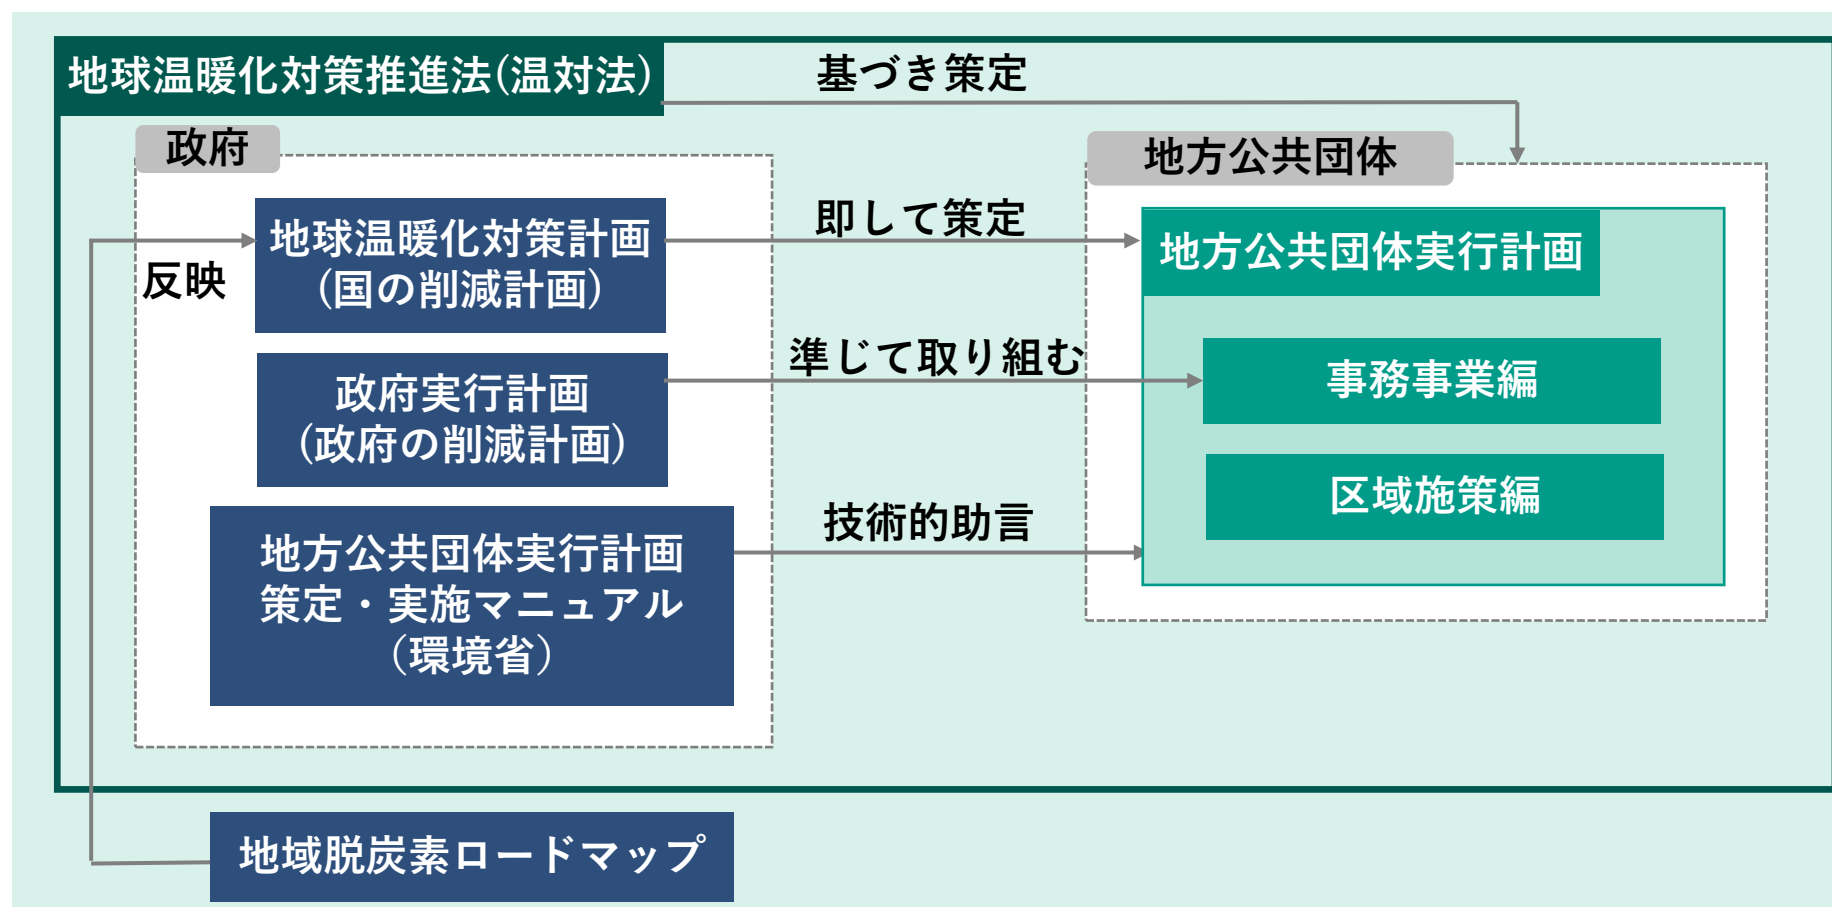 地球温暖化対策推進法(温対法)
基づき策定
政府
地方公共団体
地球温暖化対策計画
(国の削減計画)
即して策定
地方公共団体実行計画
反映
政府実行計画
(政府の削減計画)
準じて取り組む
事務事業編
区域施策編
地方公共団体実行計画
策定・実施マニュアル
(環境省)
技術的助言
地域脱炭素ロードマップ